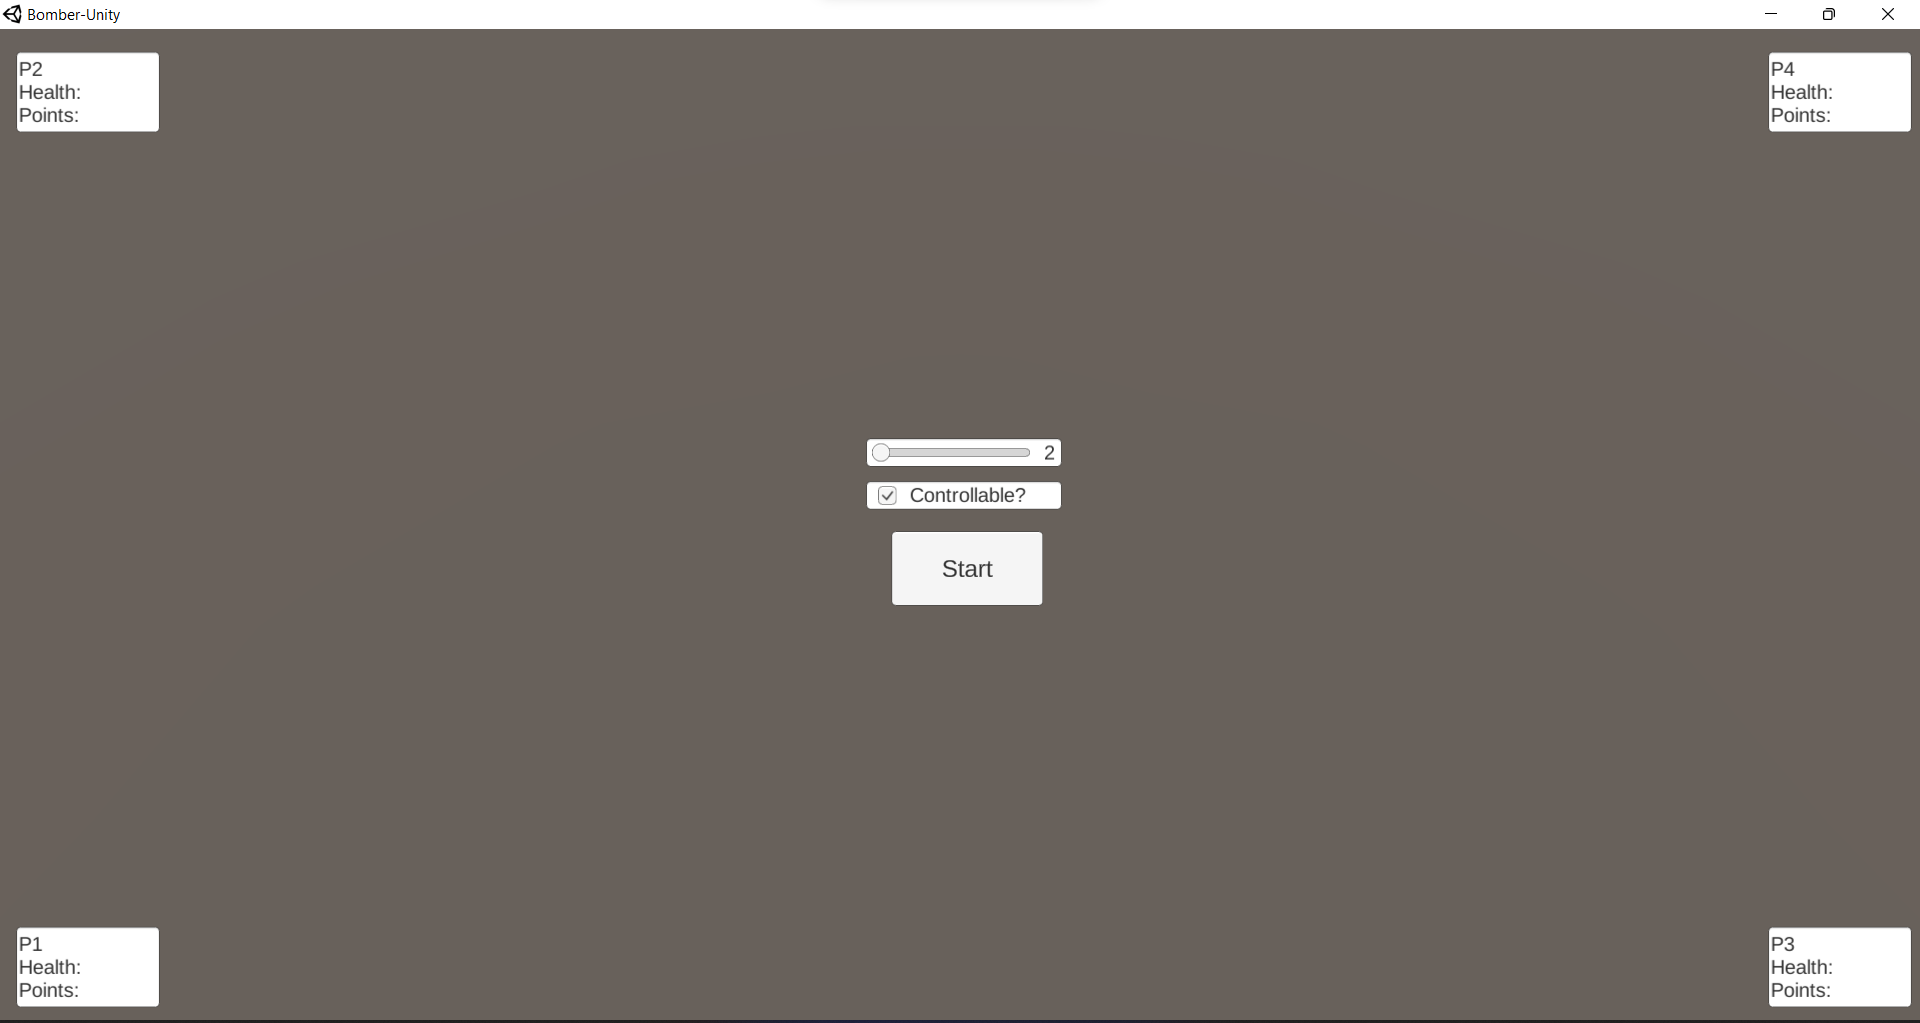 Bomber-Unity
P2
Health:
Points:
P4
Health:
Points:
2
Controllable?
Start
P1
Health:
Points:
P3
Health:
Points: